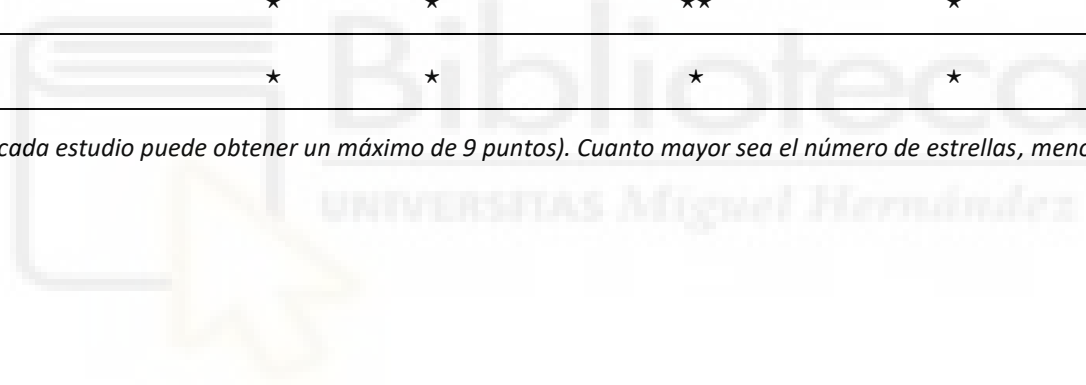 ★ ★ ★★ ★
★ ★ ★ ★
cada estudio puede obtener un máximo de 9 puntos). Cuanto mayor sea el número de estrellas,
Biblioteca
UNIVERSITAS Miguel Hernández